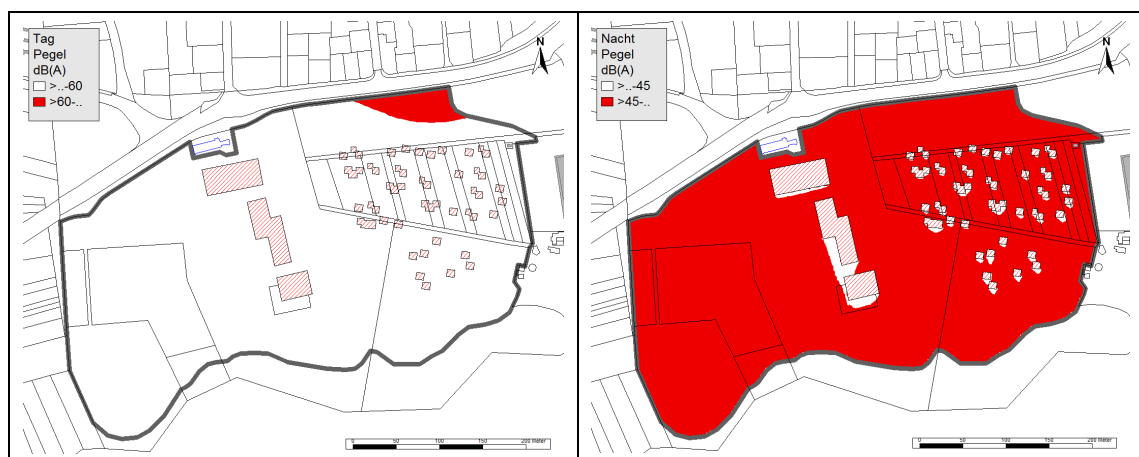 Tag
Pegel
dB(A)
>..-60
>60-..
N
0 50 100 150 200 Meter
Nacht
Pegel
dB(A)
>..-45
>45-..
N
0 50 100 150 200 Meter